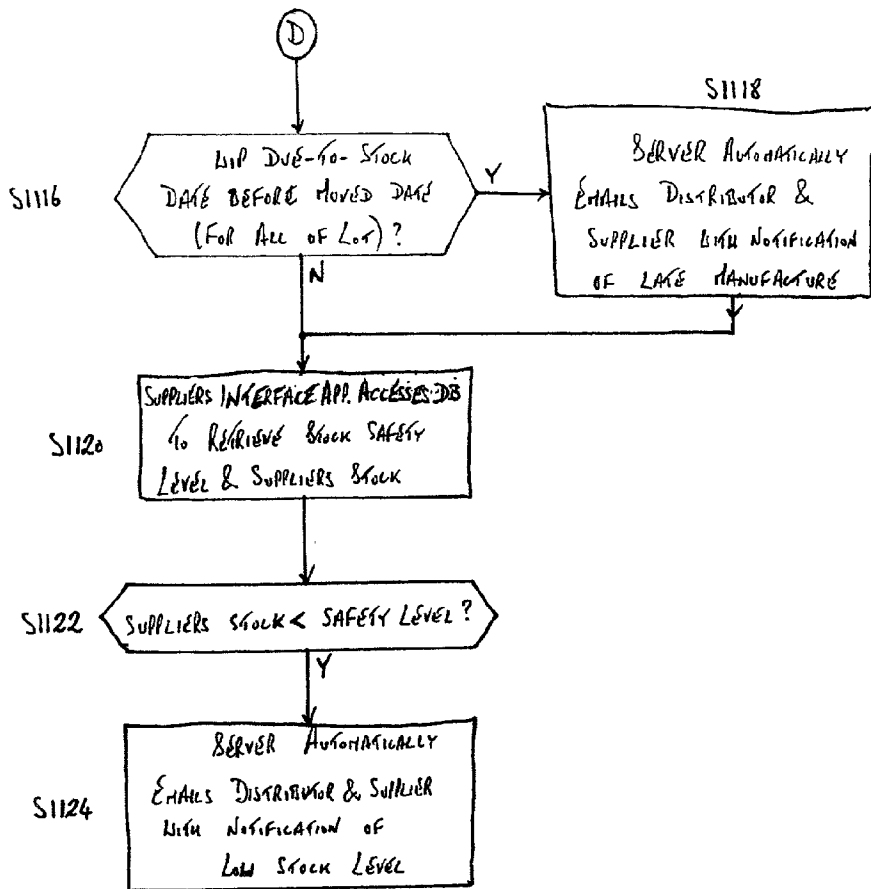 D
S1116
WIP DUE-TO-STOCK
DATE BEFORE MOVED DATE
(FOR ALL OF LOT)?
Y
N
S1118
SERVER AUTOMATICALLY
EMAILS DISTRIBUTOR &
SUPPLIER WITH NOTIFICATION
OF LATE MANUFACTURE
S1120
SUPPLIERS INTERFACE APP. ACCESSES DB
TO RETRIEVE STOCK SAFETY
LEVEL & SUPPLIERS STOCK
S1122
SUPPLIERS STOCK < SAFETY LEVEL?
Y
S1124
SERVER AUTOMATICALLY
EMAILS DISTRIBUTOR & SUPPLIER
WITH NOTIFICATION OF
LOW STOCK LEVEL